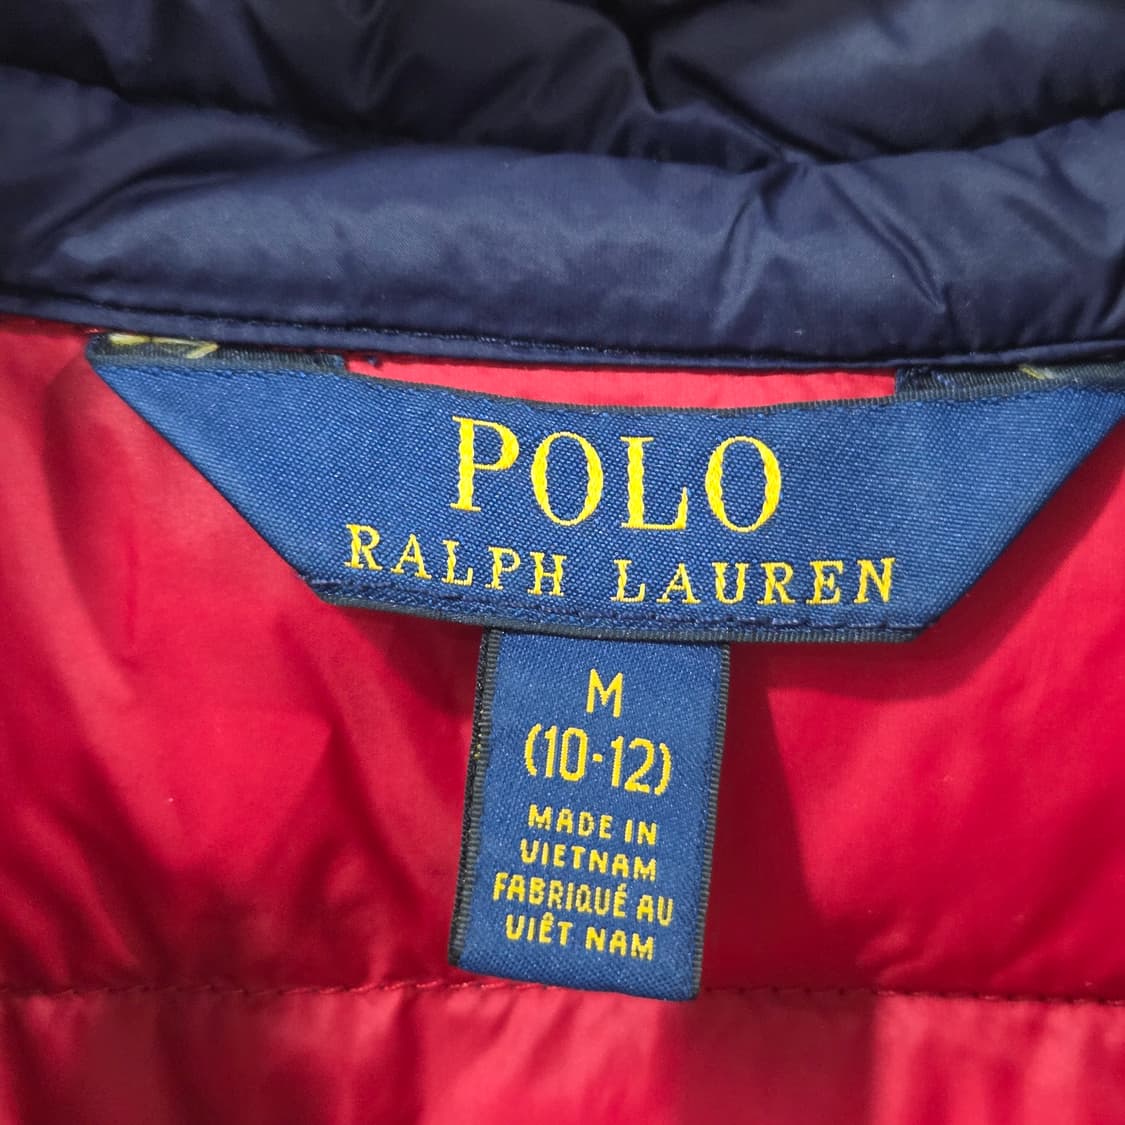 POLO
RALPH LAUREN
M
(10-12)
MADE IN
VIETNAM
FABRIQUÉ AU
VIÊT NAM